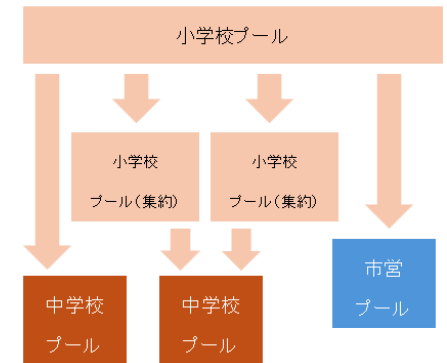 小学校プール
小学校
プール(集約)
小学校
プール(集約)
市営
プール
中学校
プール
中学校
プール